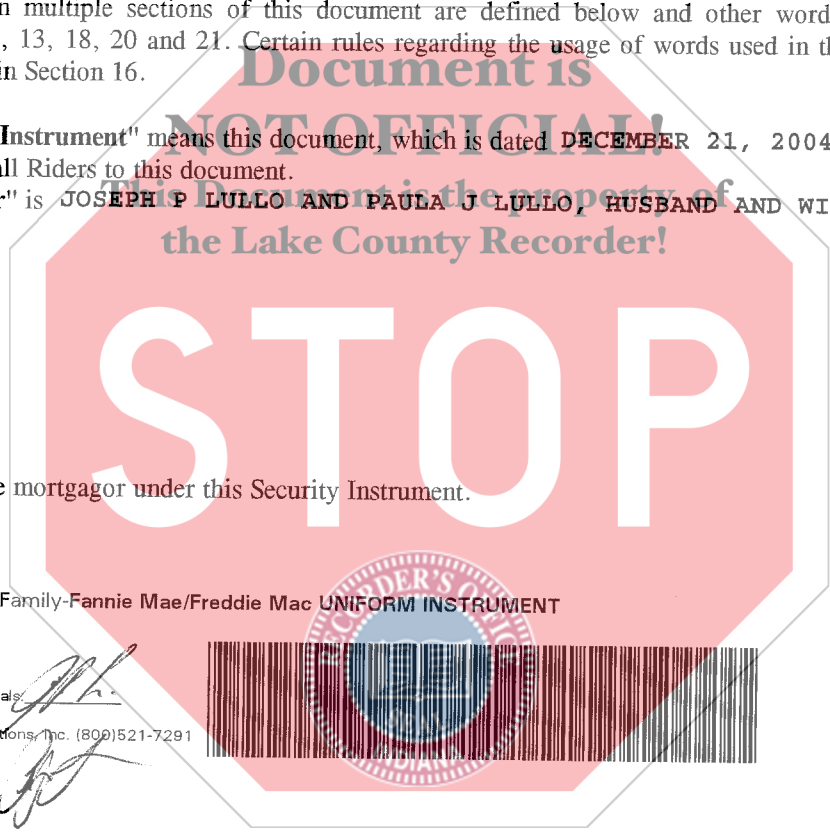 n multiple sections of this document are defined below and other word
, 13, 18, 20 and 21. Certain rules regarding the usage of words used in th
in Section 16.
Document is
NOT OFFICIAL!
Instrument" means this document, which is dated DECEMBER 21, 2004
all Riders to this document.
This Document is the property of
r" is JOSEPH P LULLO AND PAULA J LULLO, HUSBAND AND WI
the Lake County Recorder!
STOP
e mortgagor under this Security Instrument.
Family-Fannie Mae/Freddie Mac UNIFORM INSTRUMENT
RECORDER'S OFFICE
SEAL
INDIANA
als:
tions, Inc. (800)521-7291